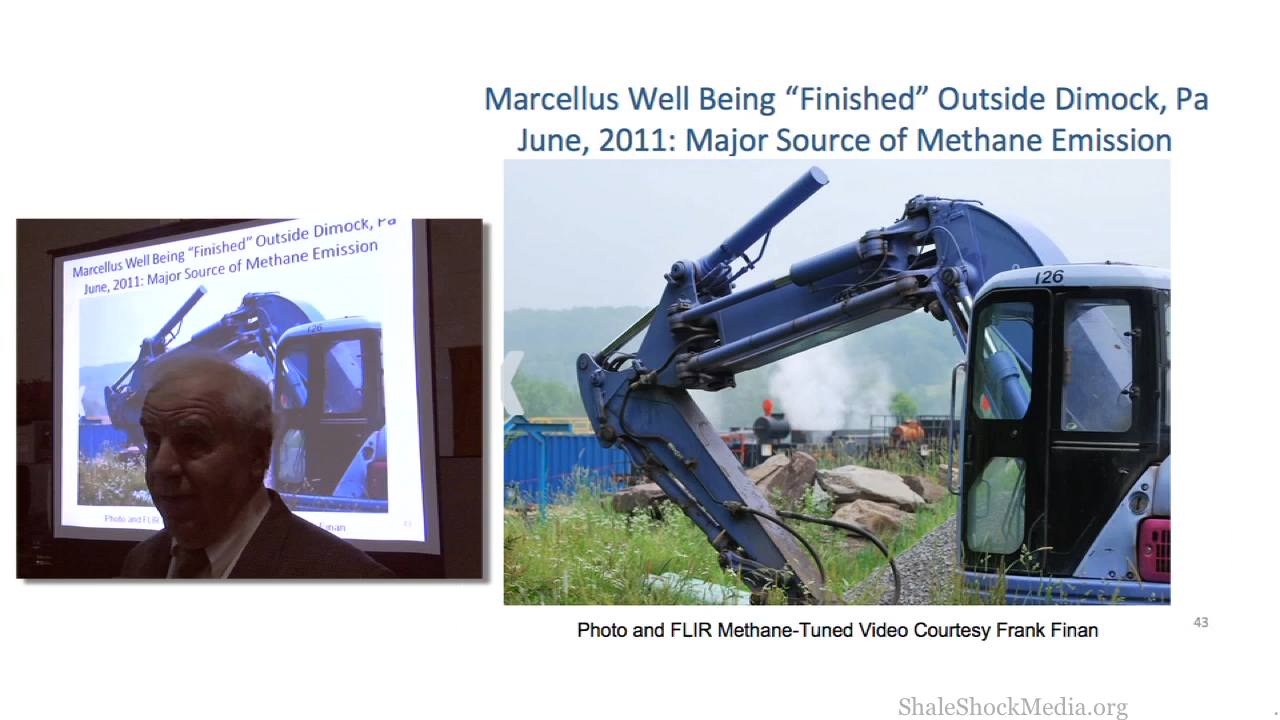 Marcellus Well Being “Finished” Outside Dimock, Pa
June, 2011: Major Source of Methane Emission
126
Photo and FLIR Methane-Tuned Video Courtesy Frank Finan
43
ShaleShockMedia.org
Marcellus Well Being “Finished” Outside Dimock, Pa
June, 2011: Major Source of Methane Emission
126
Photo and FLIR
Finan
43